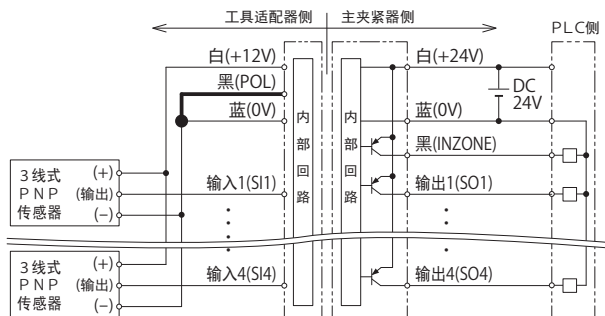 工具适配器侧 主夹紧器侧
PLC侧
白(+12V) 白(+24V)
黑(POL)
DC
24V
蓝(0V) 蓝(0V)
内部回路 内部回路
黑(INZONE)
3线式
PNP
传感器
(+)
(输出)
(−)
输入1(SI1) 输出1(SO1)
3线式
PNP
传感器
(+)
(输出)
(−)
输入4(SI4) 输出4(SO4)